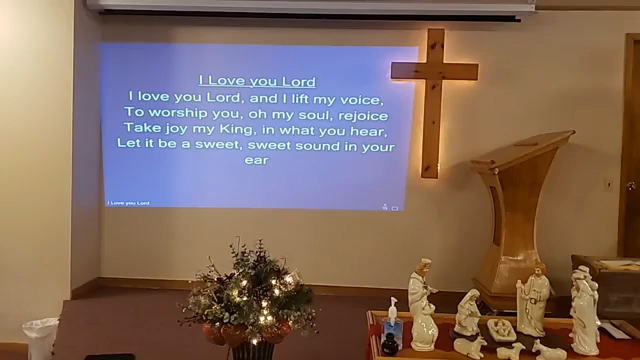 I Love you Lord
I love you Lord, and I lift my voice,
To worship you, oh my soul, rejoice
Take joy my King, in what you hear,
Let it be a sweet, sweet sound in your
ear
I Love you Lord